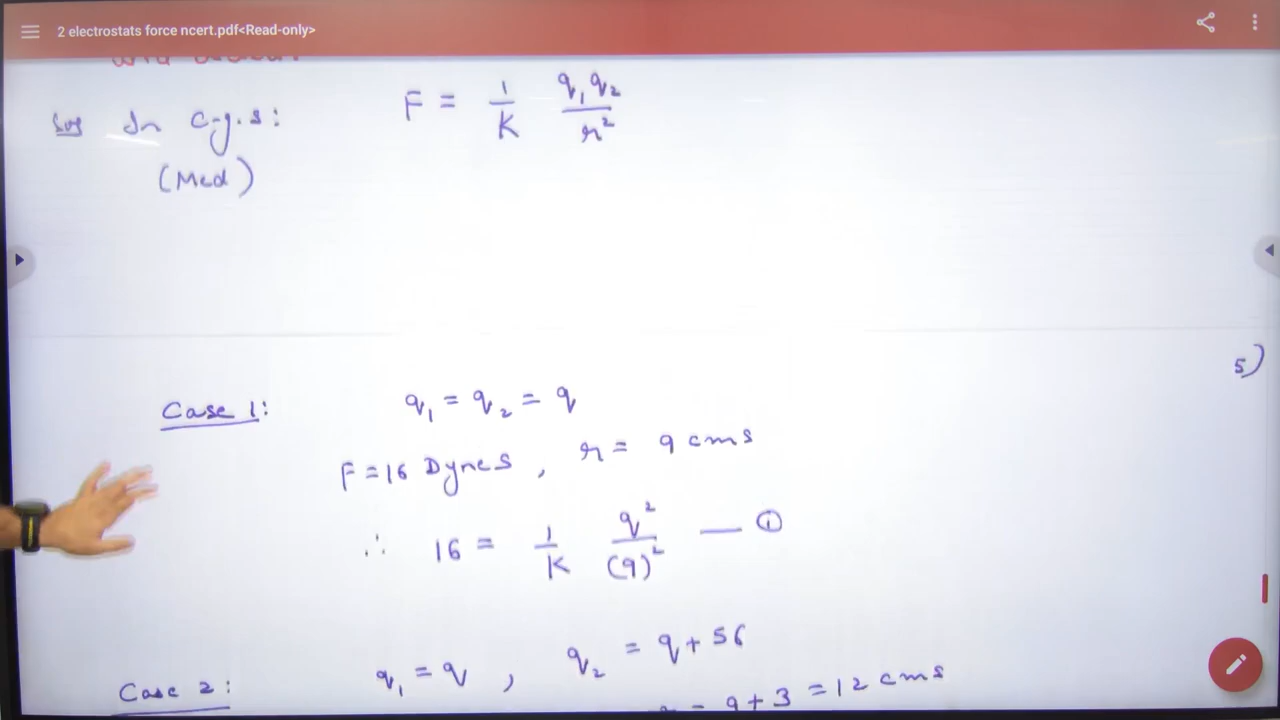 2 electrostats force ncert.pdf<Read-only>
Sol In c.g.s: F = 1/K q₁q₂/r²
(Med)
5)
Case 1: q₁ = q₂ = q
F = 16 Dynes, r = 9 cms
∴ 16 = 1/K q²/(9)² — ①
Case 2: q₁ = q, q₂ = q + 56
= 9 + 3 = 12 cms